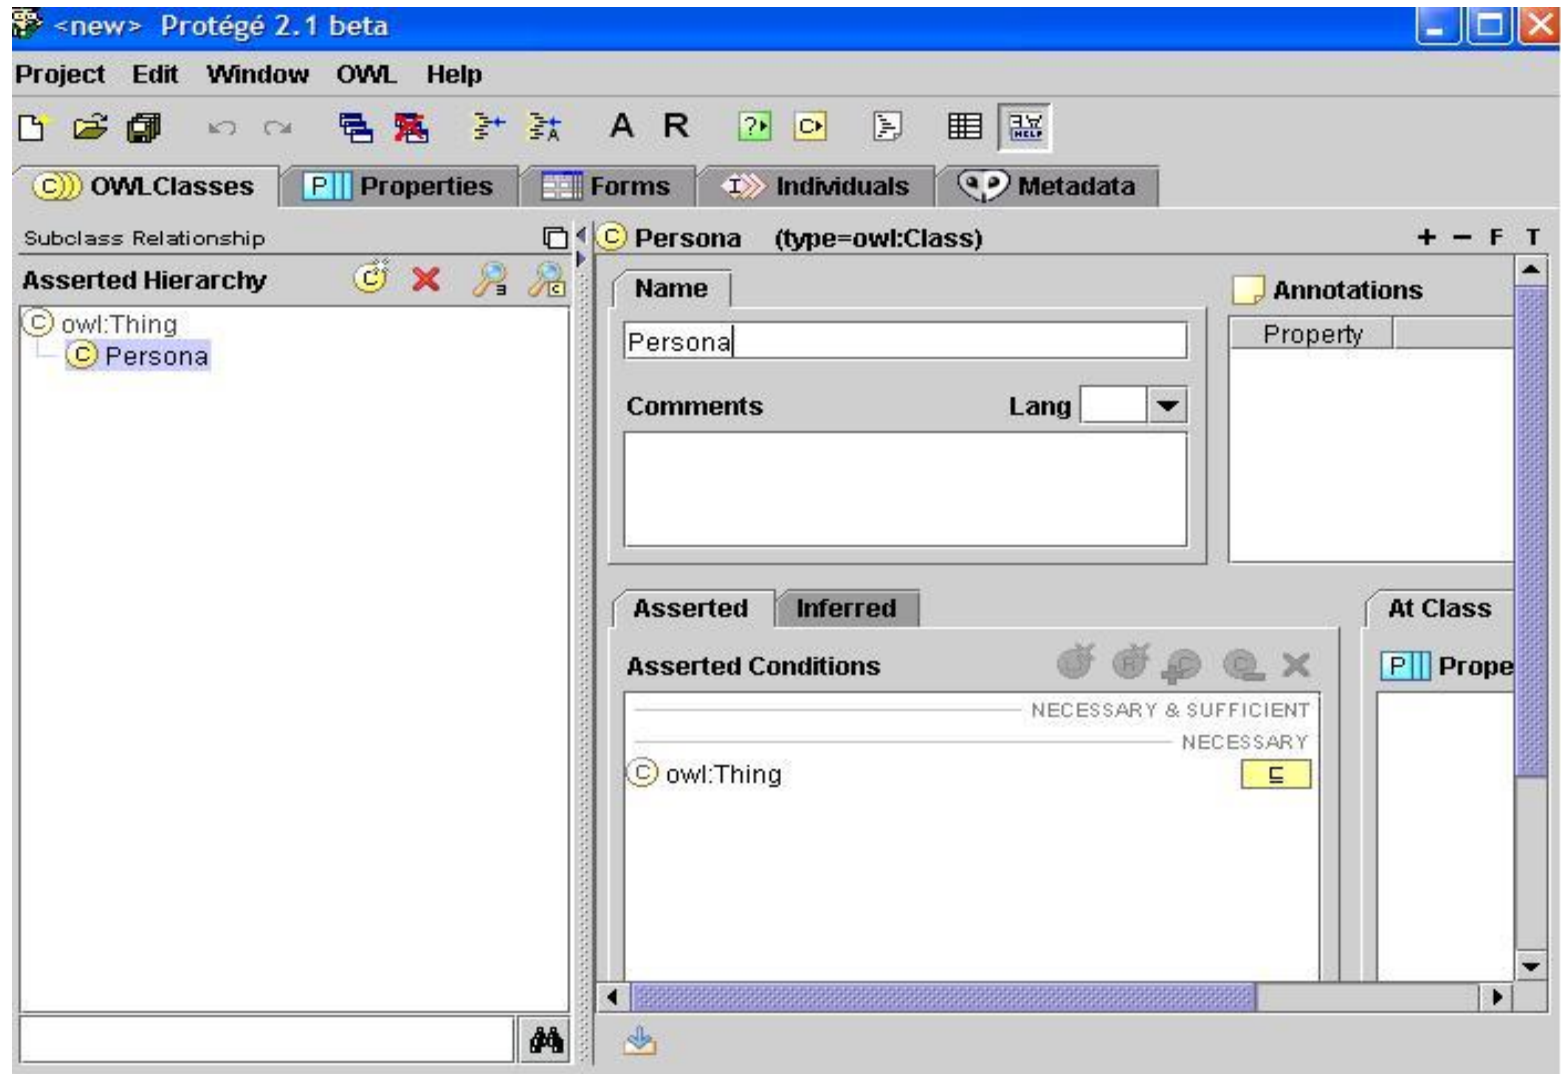 <new> Protégé 2.1 beta
Project Edit Window OWL Help
A R
OWLClasses Properties Forms Individuals Metadata
Subclass Relationship
Persona (type=owl:Class) + − F T
Asserted Hierarchy
Name
Annotations
owl:Thing
Persona
Persona
Property
Comments Lang
Asserted Inferred
At Class
Asserted Conditions
Prope
NECESSARY & SUFFICIENT
NECESSARY
owl:Thing ⊑